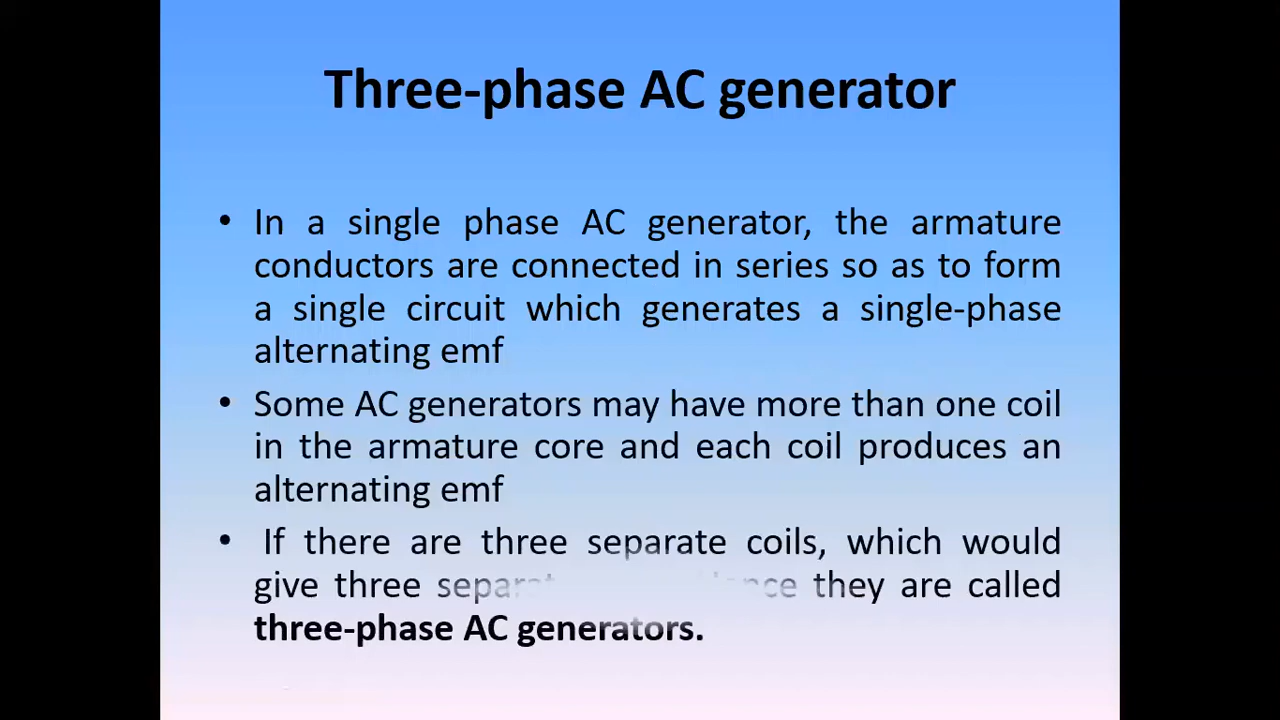 Three-phase AC generator
• In a single phase AC generator, the armature
conductors are connected in series so as to form
a single circuit which generates a single-phase
alternating emf
• Some AC generators may have more than one coil
in the armature core and each coil produces an
alternating emf
• If there are three separate coils, which would
give three they are called
three-phase AC generators.